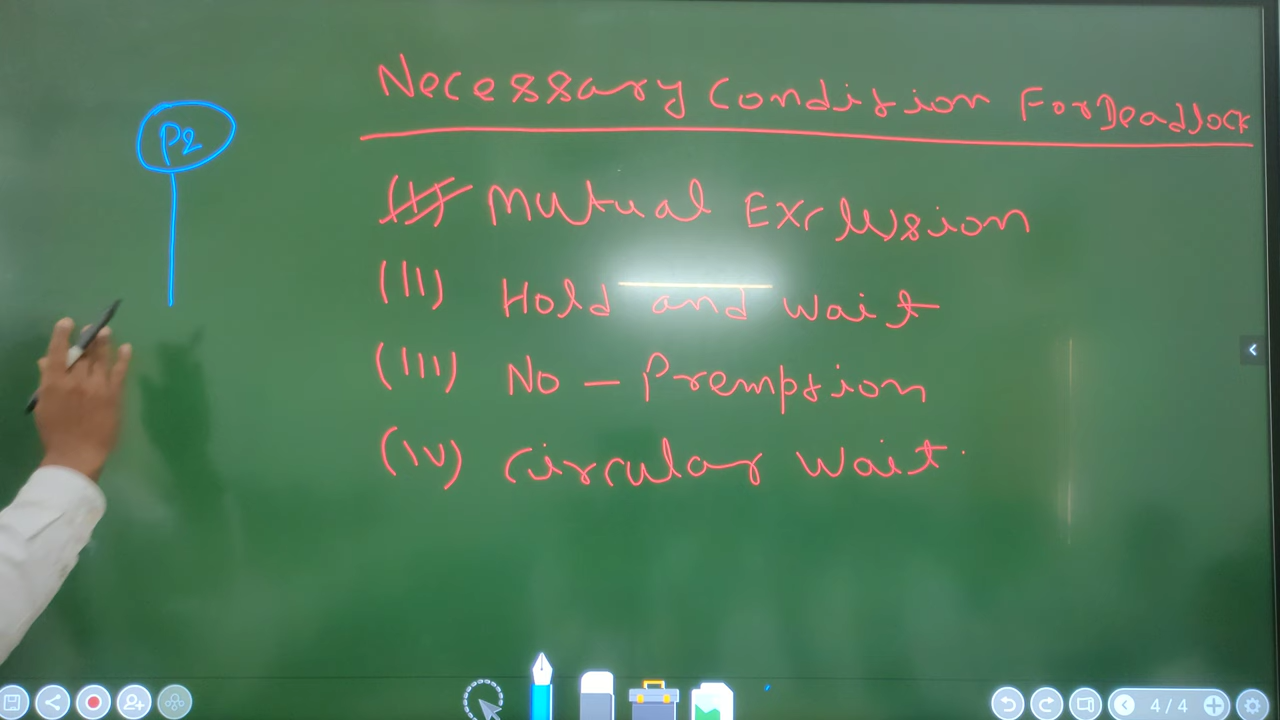 Necessary Condition For Deadlock
P2
(I) Mutual Exclusion
(II) Hold and wait
(III) No - Premption
(IV) Circular wait.
4/4